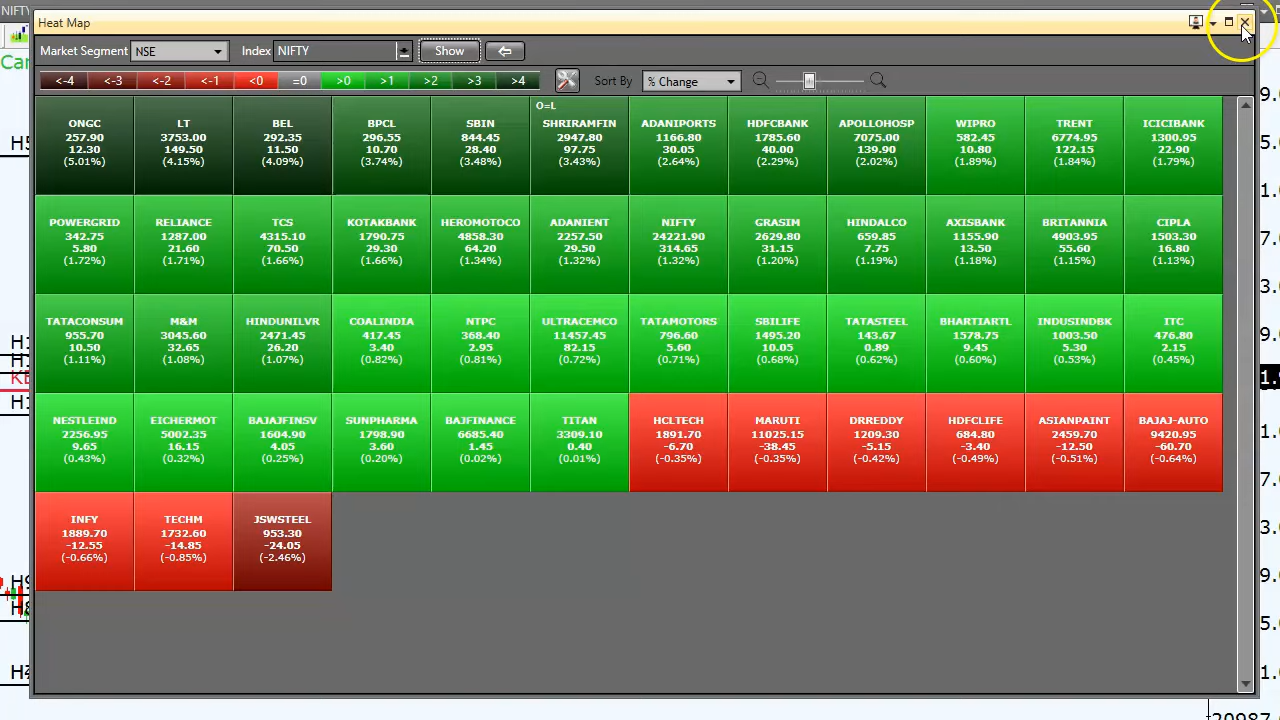 NIFTY
Heat Map
Market Segment NSE Index NIFTY Show
<-4 <-3 <-2 <-1 <0 =0 >0 >1 >2 >3 >4 Sort By % Change
O=L
ONGC LT BEL BPCL SBIN SHRIRAMFIN ADANIPORTS HDFCBANK APOLLOHOSP WIPRO TRENT ICICIBANK
257.90 3753.00 292.35 296.55 844.45 2947.80 1166.80 1785.60 7075.00 582.45 6774.95 1300.95
12.30 149.50 11.50 10.70 28.40 97.75 30.05 40.00 139.90 10.80 122.15 22.90
(5.01%) (4.15%) (4.09%) (3.74%) (3.48%) (3.43%) (2.64%) (2.29%) (2.02%) (1.89%) (1.84%) (1.79%)
POWERGRID RELIANCE TCS KOTAKBANK HEROMOTOCO ADANIENT NIFTY GRASIM HINDALCO AXISBANK BRITANNIA CIPLA
342.75 1287.00 4315.10 1790.75 4858.30 2257.50 24221.90 2629.80 659.85 1155.90 4903.95 1503.30
5.80 21.60 70.50 29.30 64.20 29.50 314.65 31.15 7.75 13.50 55.60 16.80
(1.72%) (1.71%) (1.66%) (1.66%) (1.34%) (1.32%) (1.32%) (1.20%) (1.19%) (1.18%) (1.15%) (1.13%)
TATACONSUM M&M HINDUNILVR COALINDIA NTPC ULTRACEMCO TATAMOTORS SBILIFE TATASTEEL BHARTIARTL INDUSINDBK ITC
955.70 3045.60 2471.45 417.45 368.40 11457.45 796.60 1495.20 143.67 1578.75 1003.50 476.80
10.50 32.65 26.20 3.40 2.95 82.15 5.60 10.05 0.89 9.45 5.30 2.15
(1.11%) (1.08%) (1.07%) (0.82%) (0.81%) (0.72%) (0.71%) (0.68%) (0.62%) (0.60%) (0.53%) (0.45%)
NESTLEIND EICHERMOT BAJAJFINSV SUNPHARMA BAJFINANCE TITAN HCLTECH MARUTI DRREDDY HDFCLIFE ASIANPAINT BAJAJ-AUTO
2256.95 5002.35 1604.90 1798.90 6685.40 3309.10 1891.70 11025.15 1209.30 684.80 2459.70 9420.95
9.65 16.15 4.05 3.60 1.45 0.40 -6.70 -38.45 -5.15 -3.40 -12.50 -60.70
(0.43%) (0.32%) (0.25%) (0.20%) (0.02%) (0.01%) (-0.35%) (-0.35%) (-0.42%) (-0.49%) (-0.51%) (-0.64%)
INFY TECHM JSWSTEEL
1889.70 1732.60 953.30
-12.55 -14.85 -24.05
(-0.66%) (-0.85%) (-2.46%)